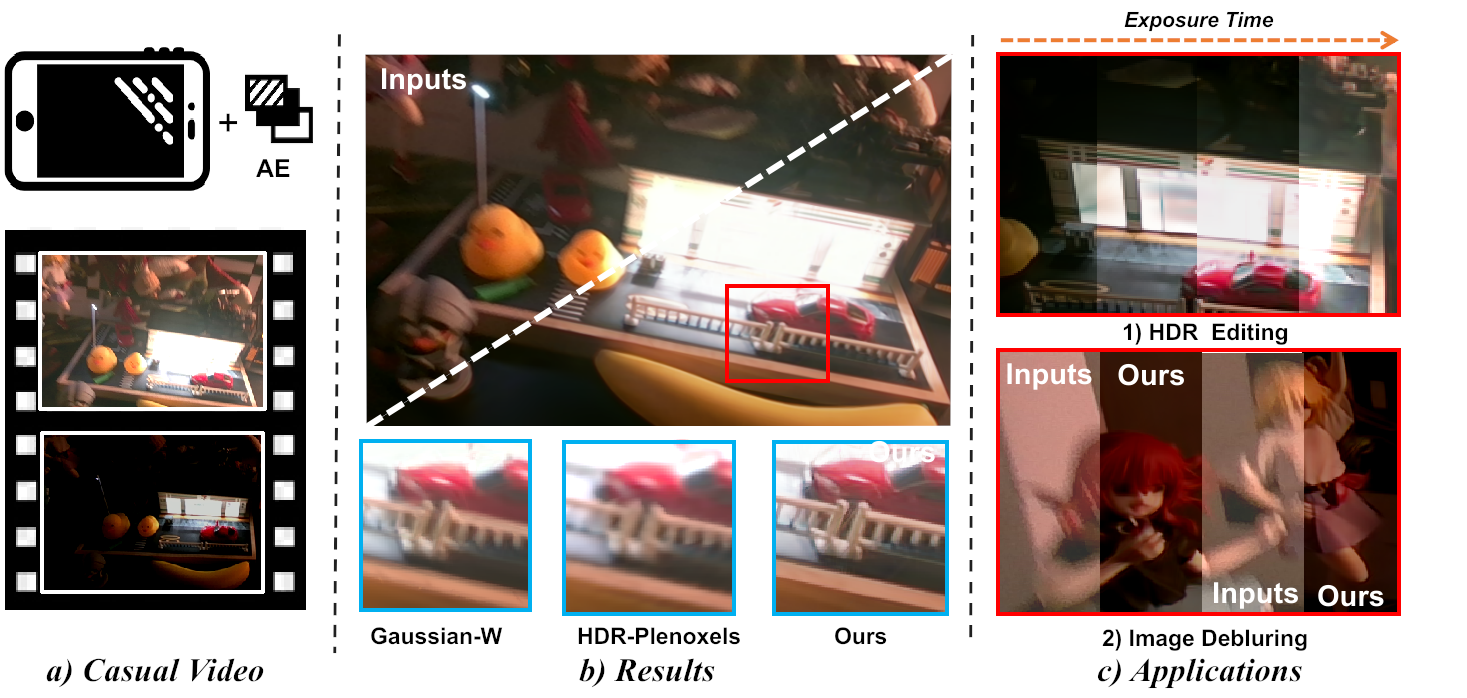 +
AE
a) Casual Video
Inputs
Ours
Gaussian-W
HDR-Plenoxels
Ours
b) Results
Exposure Time
1) HDR Editing
Inputs
Ours
Inputs
Ours
2) Image Debluring
c) Applications